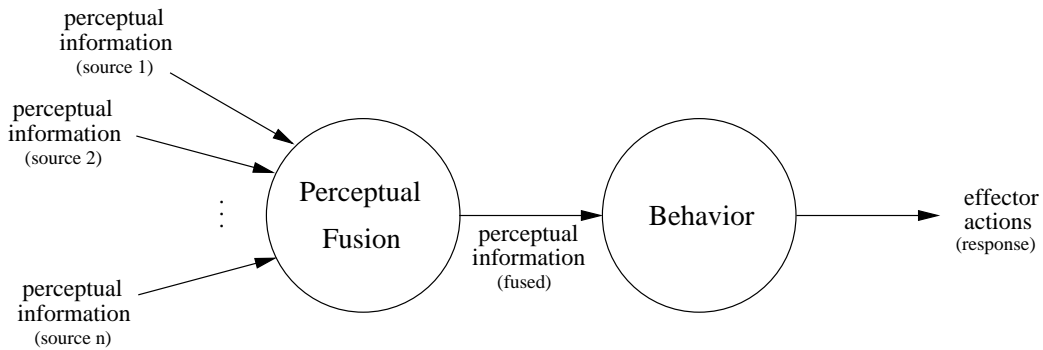 perceptual
information
(source 1)
perceptual
information
(source 2)
perceptual
information
(source n)
Perceptual
Fusion
perceptual
information
(fused)
Behavior
effector
actions
(response)